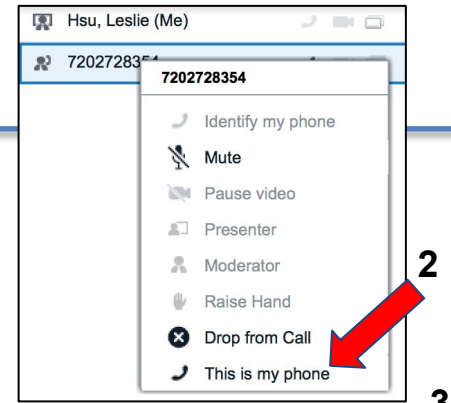 Hsu, Leslie (Me)
7202728354
7202728354
Identify my phone
Mute
Pause video
Presenter
Moderator
2
Raise Hand
Drop from Call
This is my phone
3